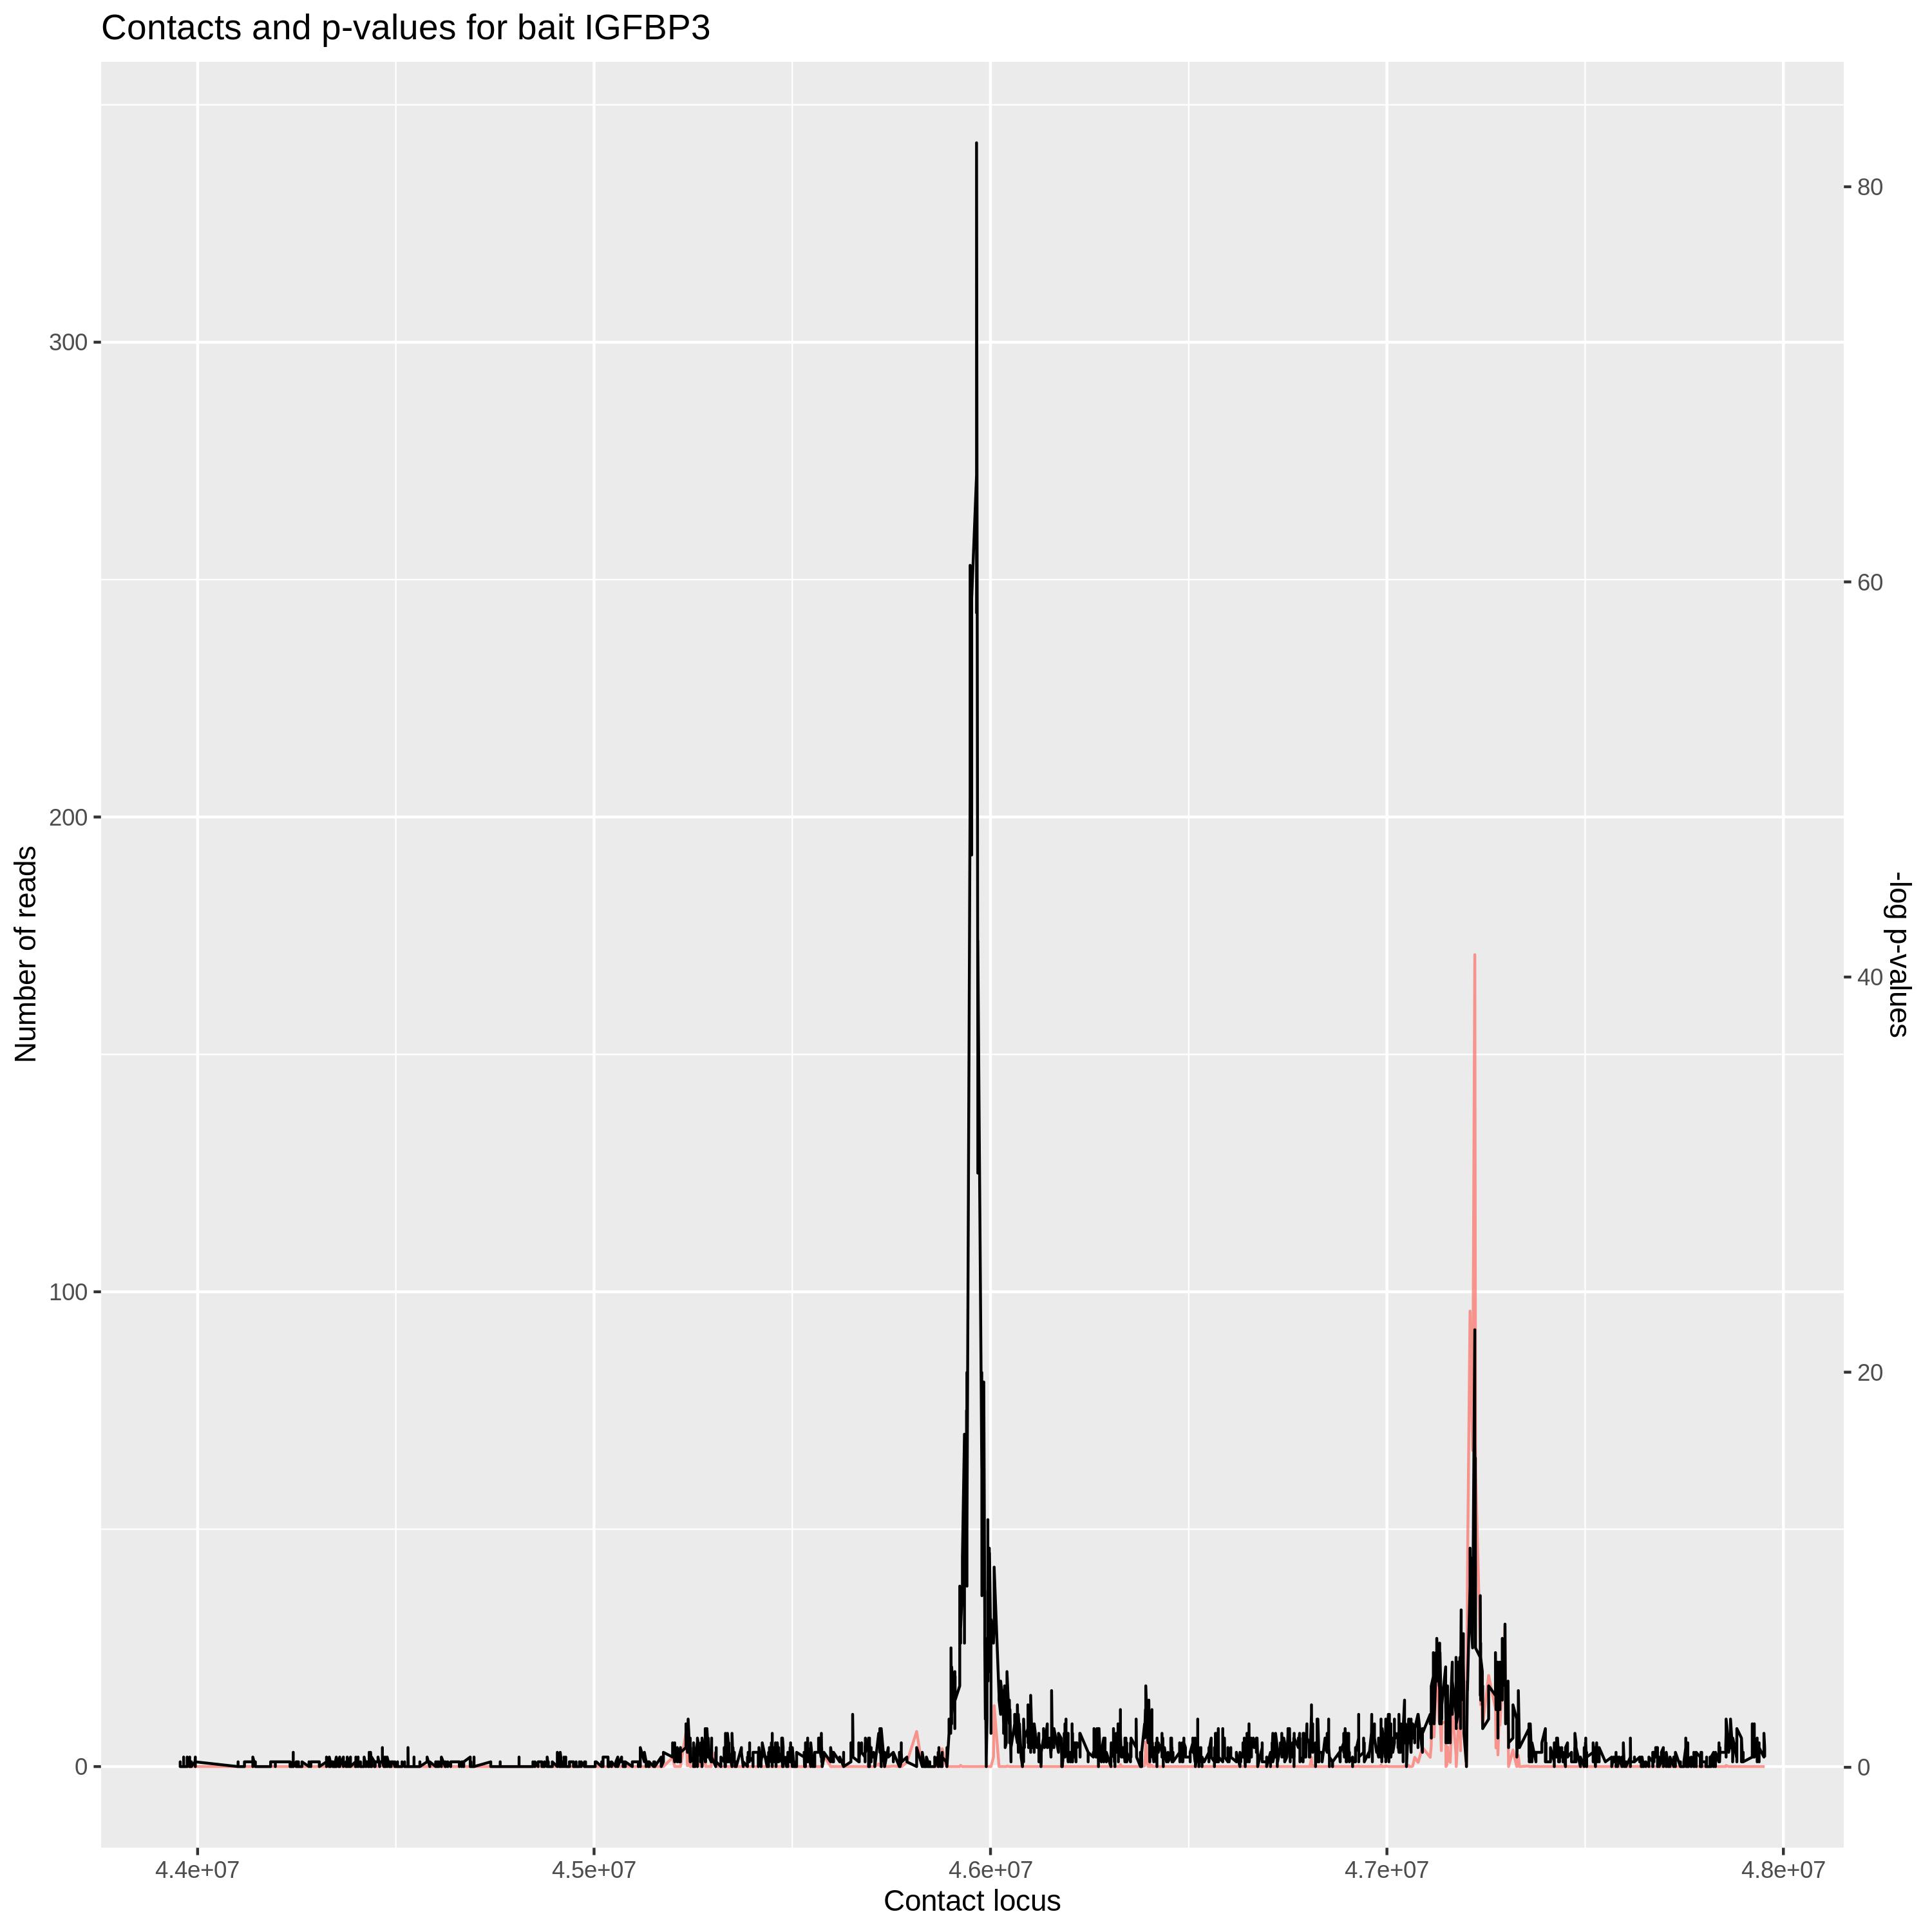 Contacts and p-values for bait IGFBP3
Number of reads
300
200
100
0
80
60
40
20
0
-log p-values
4.4e+07
4.5e+07
4.6e+07
4.7e+07
4.8e+07
Contact locus